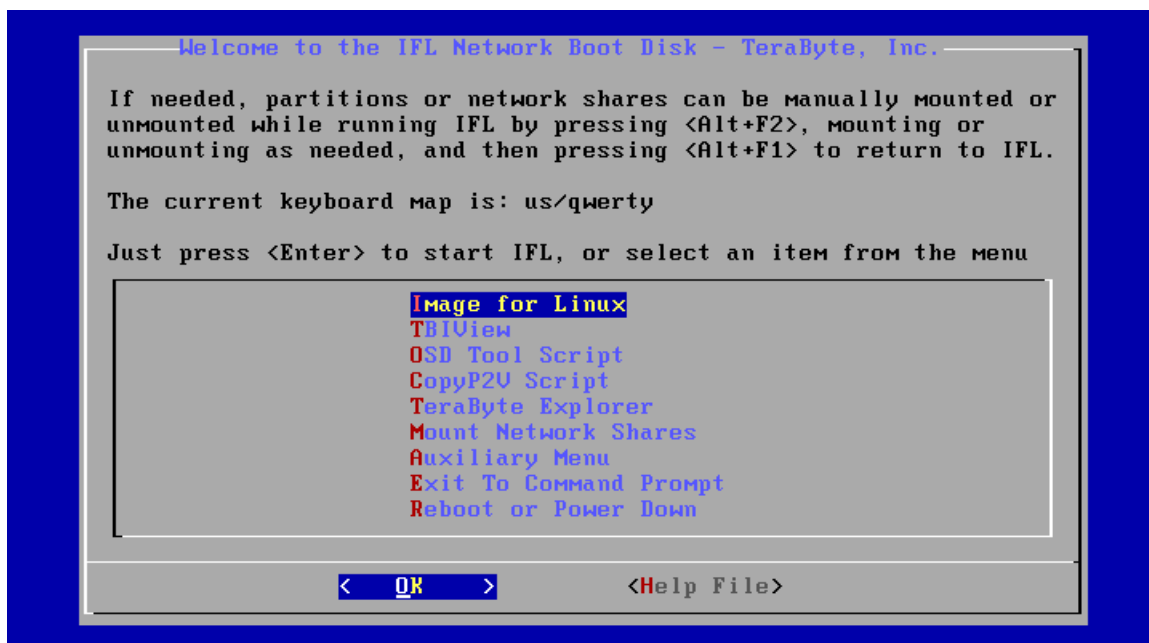 Welcome to the IFL Network Boot Disk - TeraByte, Inc.
If needed, partitions or network shares can be manually mounted or
unmounted while running IFL by pressing <Alt+F2>, mounting or
unmounting as needed, and then pressing <Alt+F1> to return to IFL.
The current keyboard map is: us/qwerty
Just press <Enter> to start IFL, or select an item from the menu
Image for Linux
TBIView
OSD Tool Script
CopyP2V Script
TeraByte Explorer
Mount Network Shares
Auxiliary Menu
Exit To Command Prompt
Reboot or Power Down
< OK > <Help File>